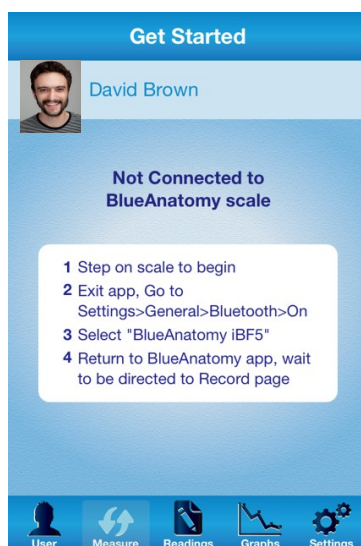 Get Started
David Brown
Not Connected to
BlueAnatomy scale
1 Step on scale to begin
2 Exit app, Go to
Settings>General>Bluetooth>On
3 Select "BlueAnatomy iBF5"
4 Return to BlueAnatomy app, wait
to be directed to Record page
User Measure Readings Graphs Settings